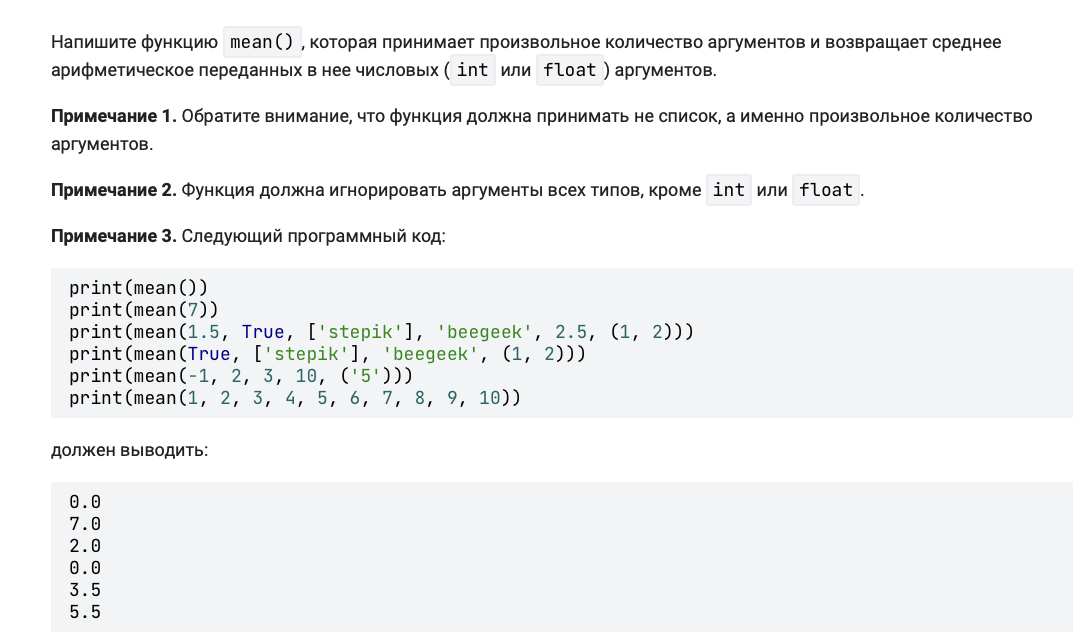 Напишите функцию mean() , которая принимает произвольное количество аргументов и возвращает среднее
арифметическое переданных в нее числовых ( int или float ) аргументов.
Примечание 1. Обратите внимание, что функция должна принимать не список, а именно произвольное количество
аргументов.
Примечание 2. Функция должна игнорировать аргументы всех типов, кроме int или float .
Примечание 3. Следующий программный код:
print(mean())
print(mean(7))
print(mean(1.5, True, ['stepik'], 'beegeek', 2.5, (1, 2)))
print(mean(True, ['stepik'], 'beegeek', (1, 2)))
print(mean(-1, 2, 3, 10, ('5')))
print(mean(1, 2, 3, 4, 5, 6, 7, 8, 9, 10))
должен выводить:
0.0
7.0
2.0
0.0
3.5
5.5